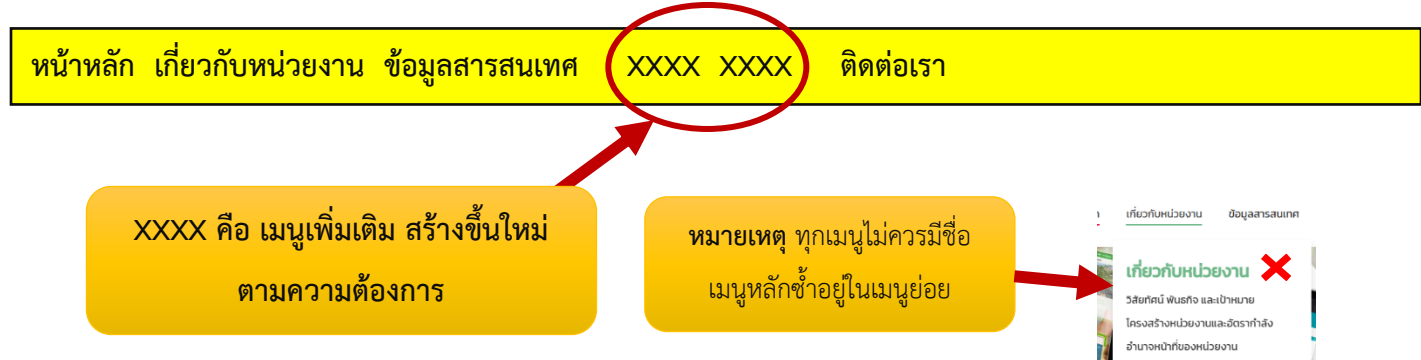 หน้าหลัก เกี่ยวกับหน่วยงาน ข้อมูลสารสนเทศ XXXX XXXX ติดต่อเรา
XXXX คือ เมนูเพิ่มเติม สร้างขึ้นใหม่
ตามความต้องการ
หมายเหตุ ทุกเมนูไม่ควรมีชื่อ
เมนูหลักซ้ำอยู่ในเมนูย่อย
เกี่ยวกับหน่วยงาน ข้อมูลสารสนเทศ
เกี่ยวกับหน่วยงาน
วิสัยทัศน์ พันธกิจ และเป้าหมาย
โครงสร้างหน่วยงานและอัตรากำลัง
อำนาจหน้าที่ของหน่วยงาน